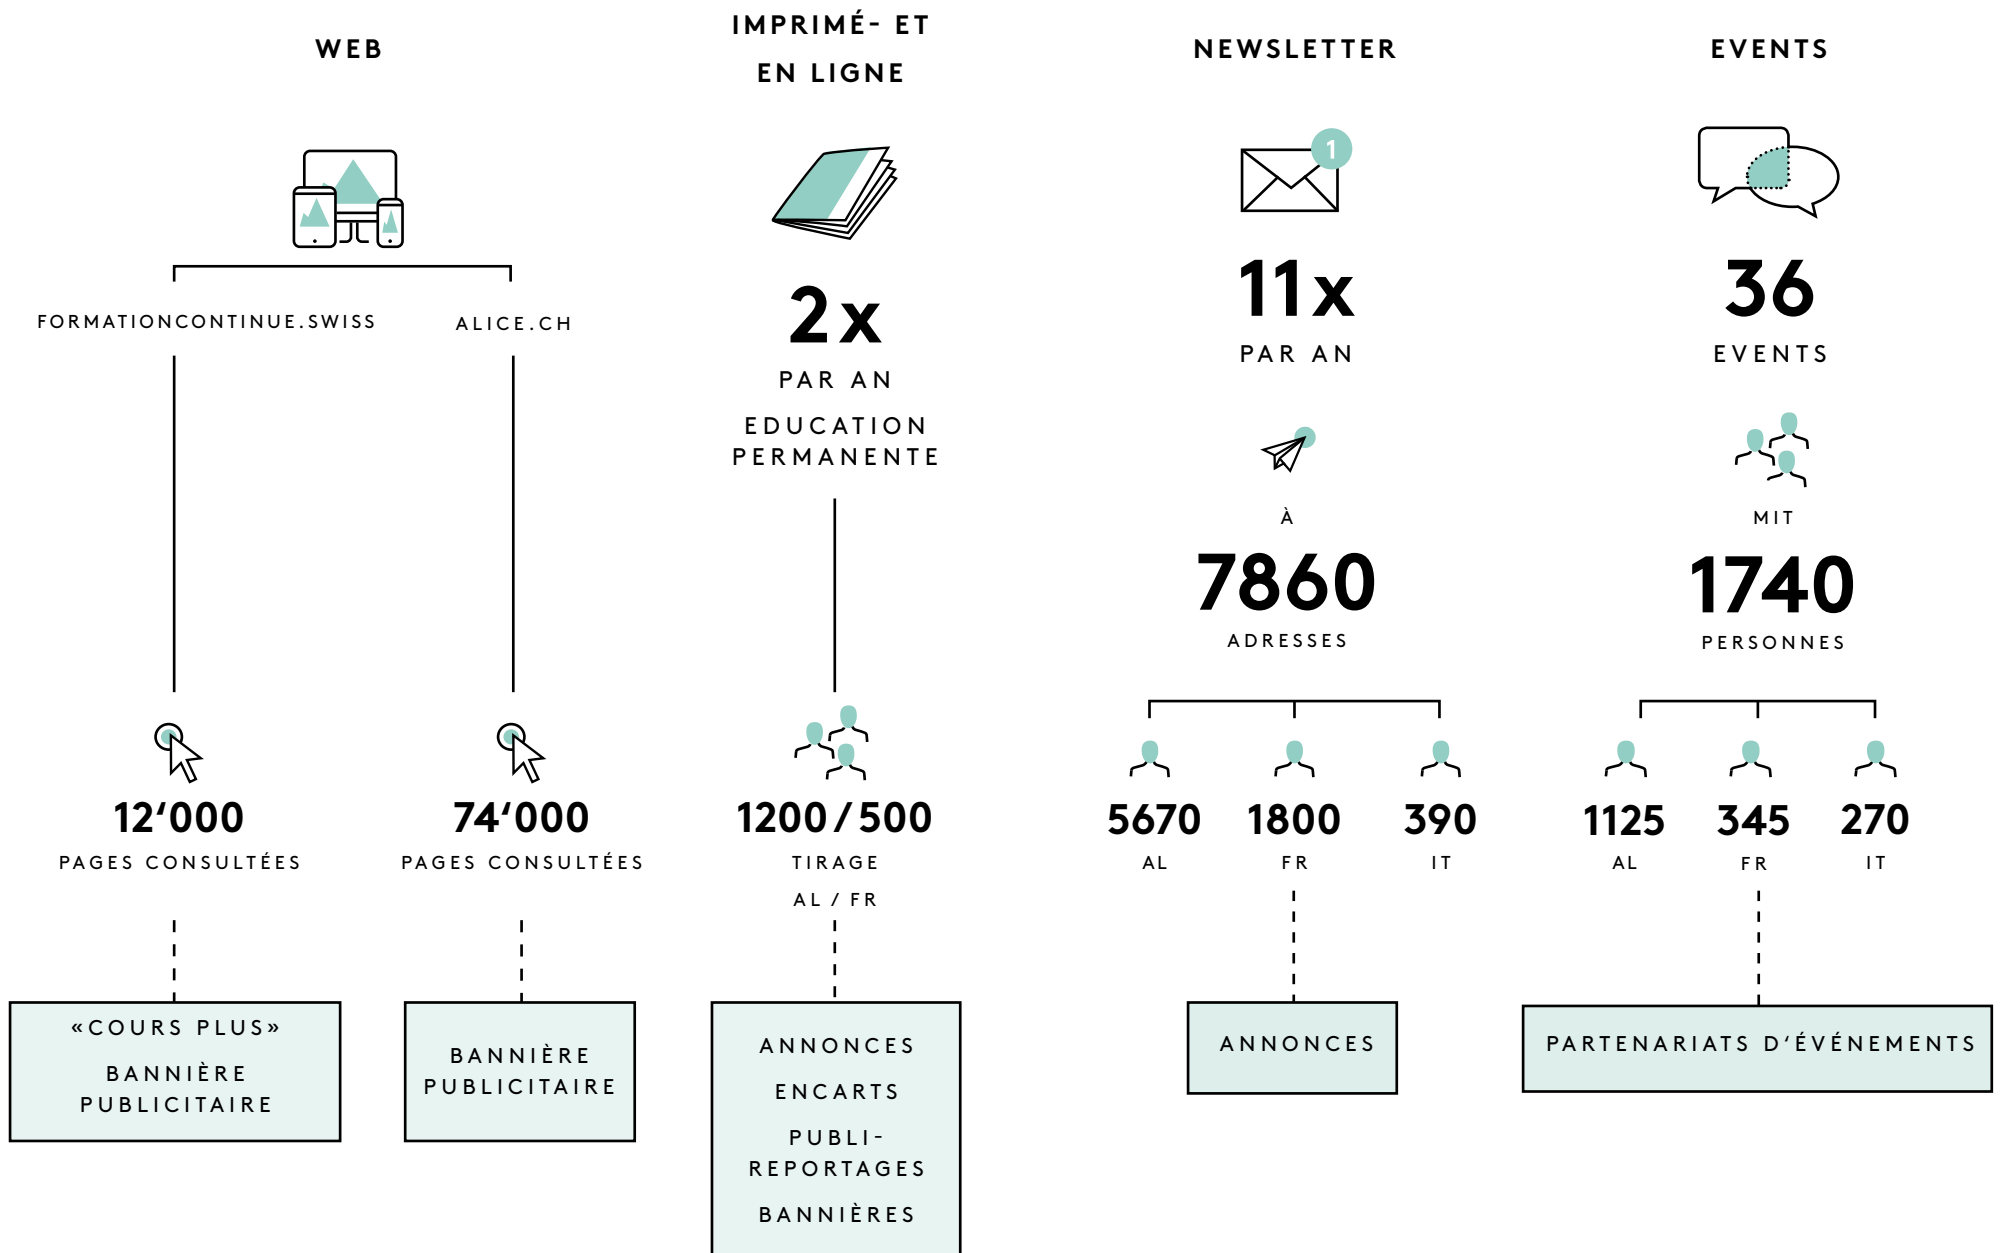 WEB
FORMATIONCONTINUE.SWISS
ALICE.CH
12‘000
PAGES CONSULTÉES
74‘000
PAGES CONSULTÉES
«COURS PLUS»
BANNIÈRE
PUBLICITAIRE
BANNIÈRE
PUBLICITAIRE
IMPRIMÉ- ET
EN LIGNE
2x
PAR AN
EDUCATION
PERMANENTE
1200/500
TIRAGE
AL / FR
ANNONCES
ENCARTS
PUBLI-
REPORTAGES
BANNIÈRES
NEWSLETTER
1
11x
PAR AN
À
7860
ADRESSES
5670
AL
1800
FR
390
IT
ANNONCES
EVENTS
36
EVENTS
MIT
1740
PERSONNES
1125
AL
345
FR
270
IT
PARTENARIATS D‘ÉVÉNEMENTS